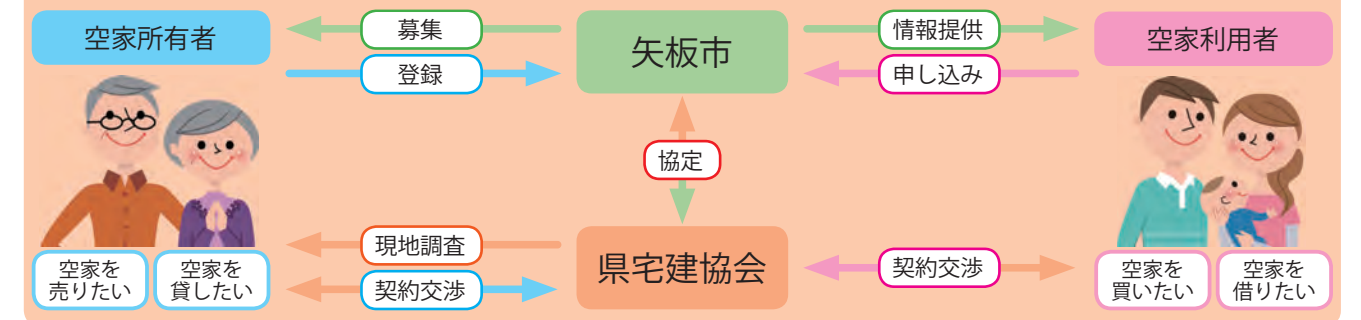 空家所有者
募集
登録
矢板市
情報提供
申し込み
空家利用者
協定
現地調査
契約交渉
県宅建協会
契約交渉
空家を
売りたい
空家を
貸したい
空家を
買いたい
空家を
借りたい